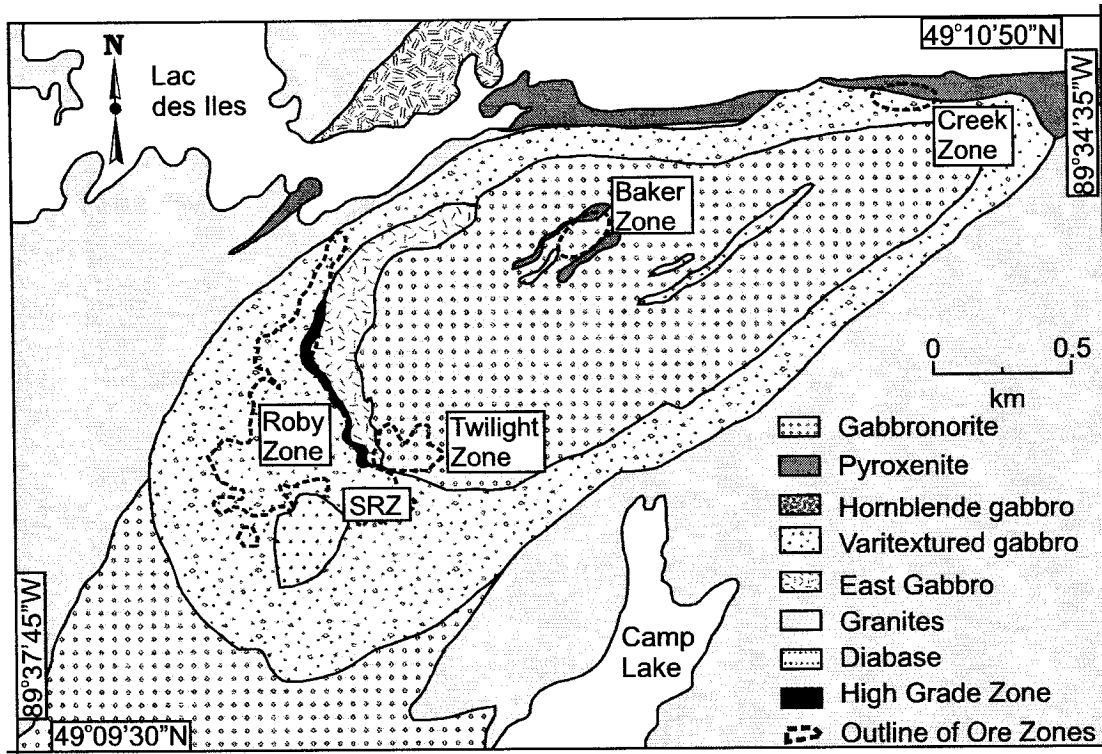 49°10'50"N
N
Lac
des Iles
89°34'35"W
Creek
Zone
Baker
Zone
0 0.5
km
Roby
Zone
Twilight
Zone
SRZ
Gabbronorite
Pyroxenite
Hornblende gabbro
Varitextured gabbro
East Gabbro
Granites
Diabase
High Grade Zone
Outline of Ore Zones
Camp
Lake
89°37'45"W
49°09'30"N